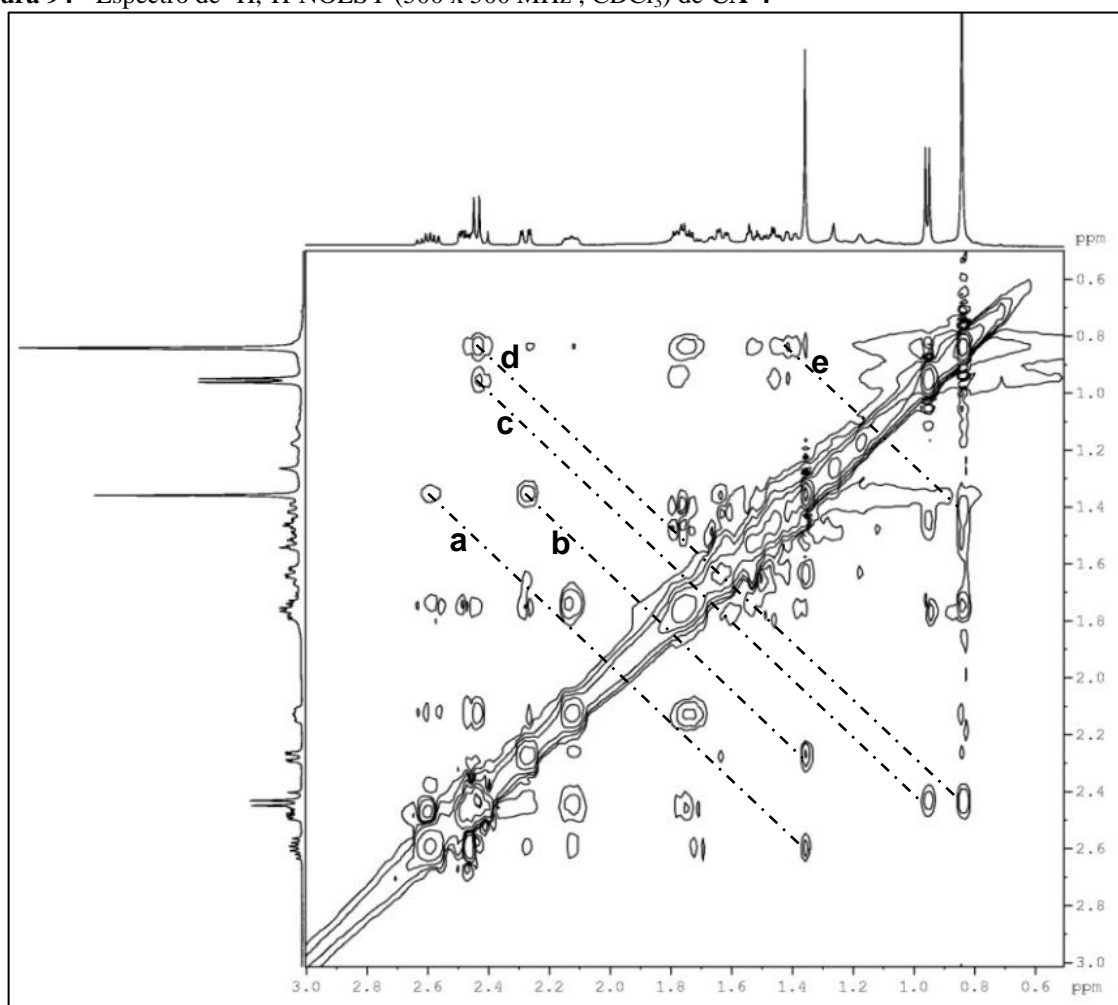 Espectro de ¹H,¹H-NOESY (500 x 500 MHz , CDCl₃) de CA-4
ppm
0.6
0.8
d
e
1.0
c
1.2
1.4
a
b
1.6
1.8
2.0
2.2
2.4
2.6
2.8
3.0
3.0 2.8 2.6 2.4 2.2 2.0 1.8 1.6 1.4 1.2 1.0 0.8 0.6 ppm